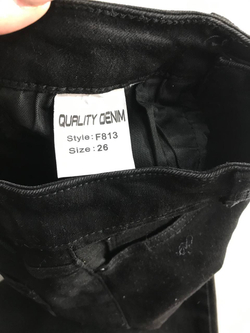 QUALITY DENIM
Style: F813
Size: 26